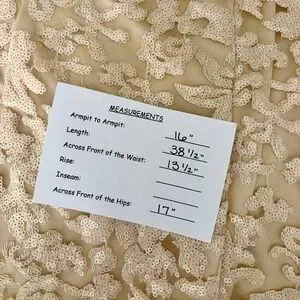 MEASUREMENTS
Armpit to Armpit: 16"
Length: 38 1/2"
Across Front of the Waist: 13 1/2"
Rise:
Inseam:
Across Front of the Hips: 17"